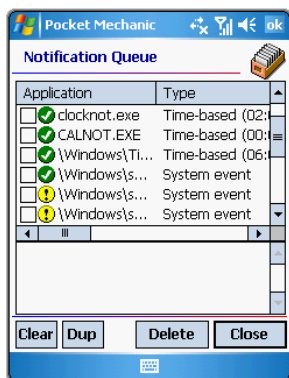 Pocket Mechanic ok
Notification Queue
Application Type
clocknot.exe Time-based (02:
CALNOT.EXE Time-based (00:
\Windows\Ti... Time-based (06:
\Windows\s... System event
\Windows\s... System event
\Windows\s... System event
Clear Dup Delete Close